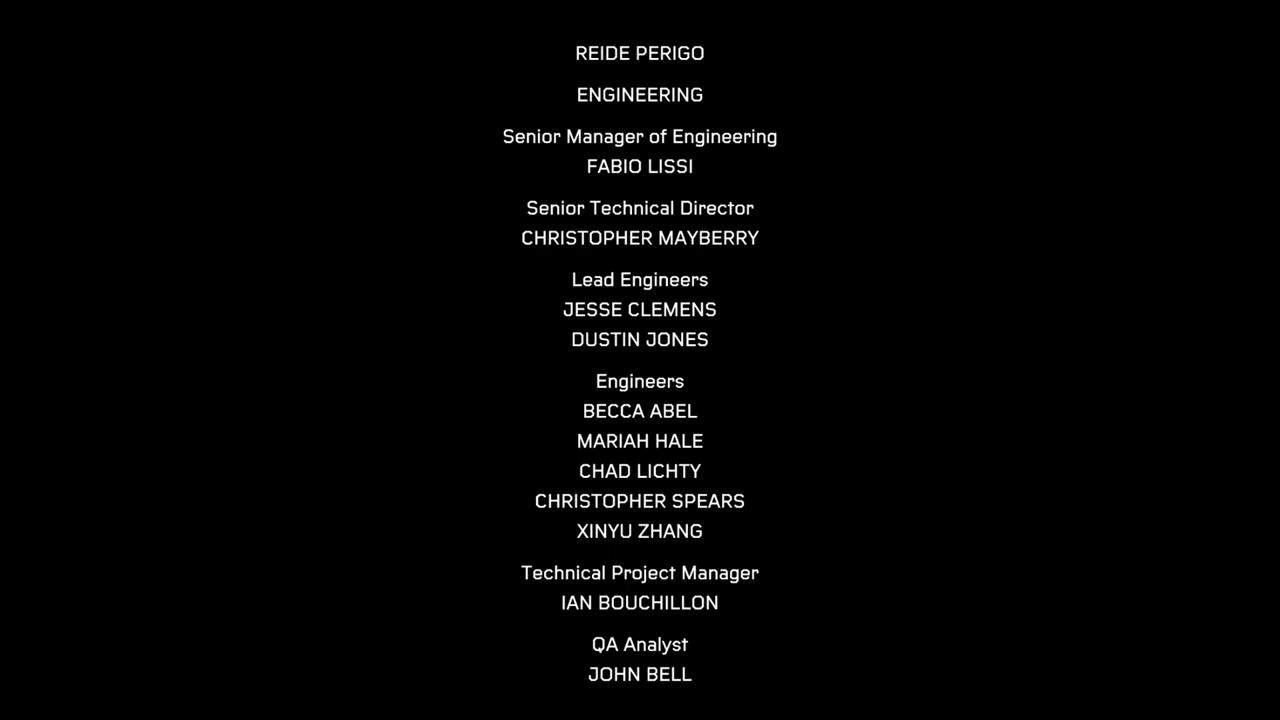 REIDE PERIGO
ENGINEERING
Senior Manager of Engineering
FABIO LISSI
Senior Technical Director
CHRISTOPHER MAYBERRY
Lead Engineers
JESSE CLEMENS
DUSTIN JONES
Engineers
BECCA ABEL
MARIAH HALE
CHAD LICHTY
CHRISTOPHER SPEARS
XINYU ZHANG
Technical Project Manager
IAN BOUCHILLON
QA Analyst
JOHN BELL